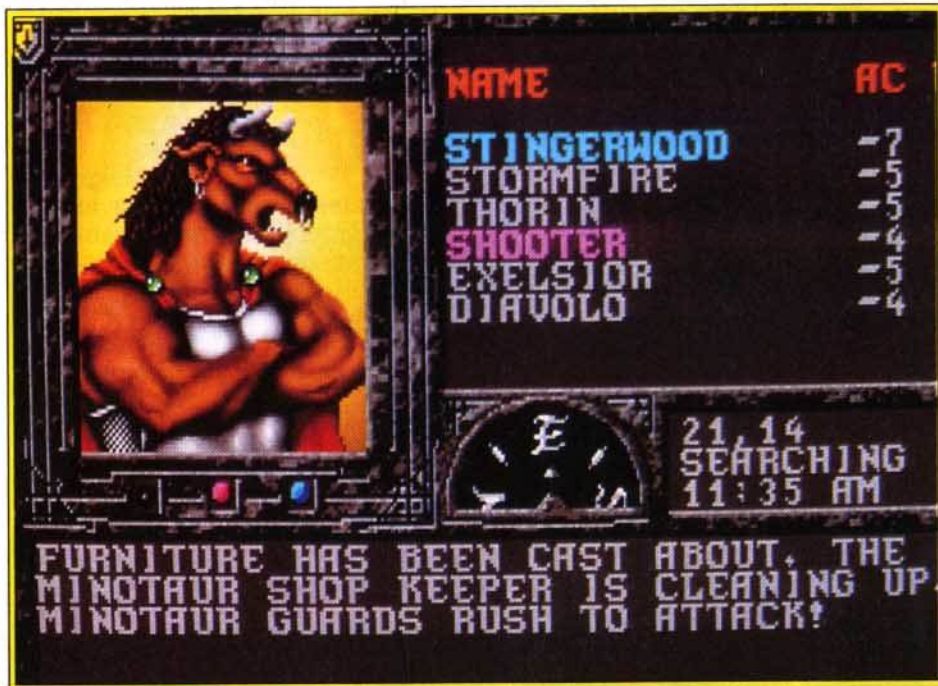 NAME AC
STINGERWOOD -7
STORMFIRE -5
THORIN -5
SHOOTER -4
EXELSIOR -5
DIAVOLO -4
E
21,14
SEARCHING
11:35 AM
FURNITURE HAS BEEN CAST ABOUT. THE
MINOTAUR SHOP KEEPER IS CLEANING UP.
MINOTAUR GUARDS RUSH TO ATTACK!